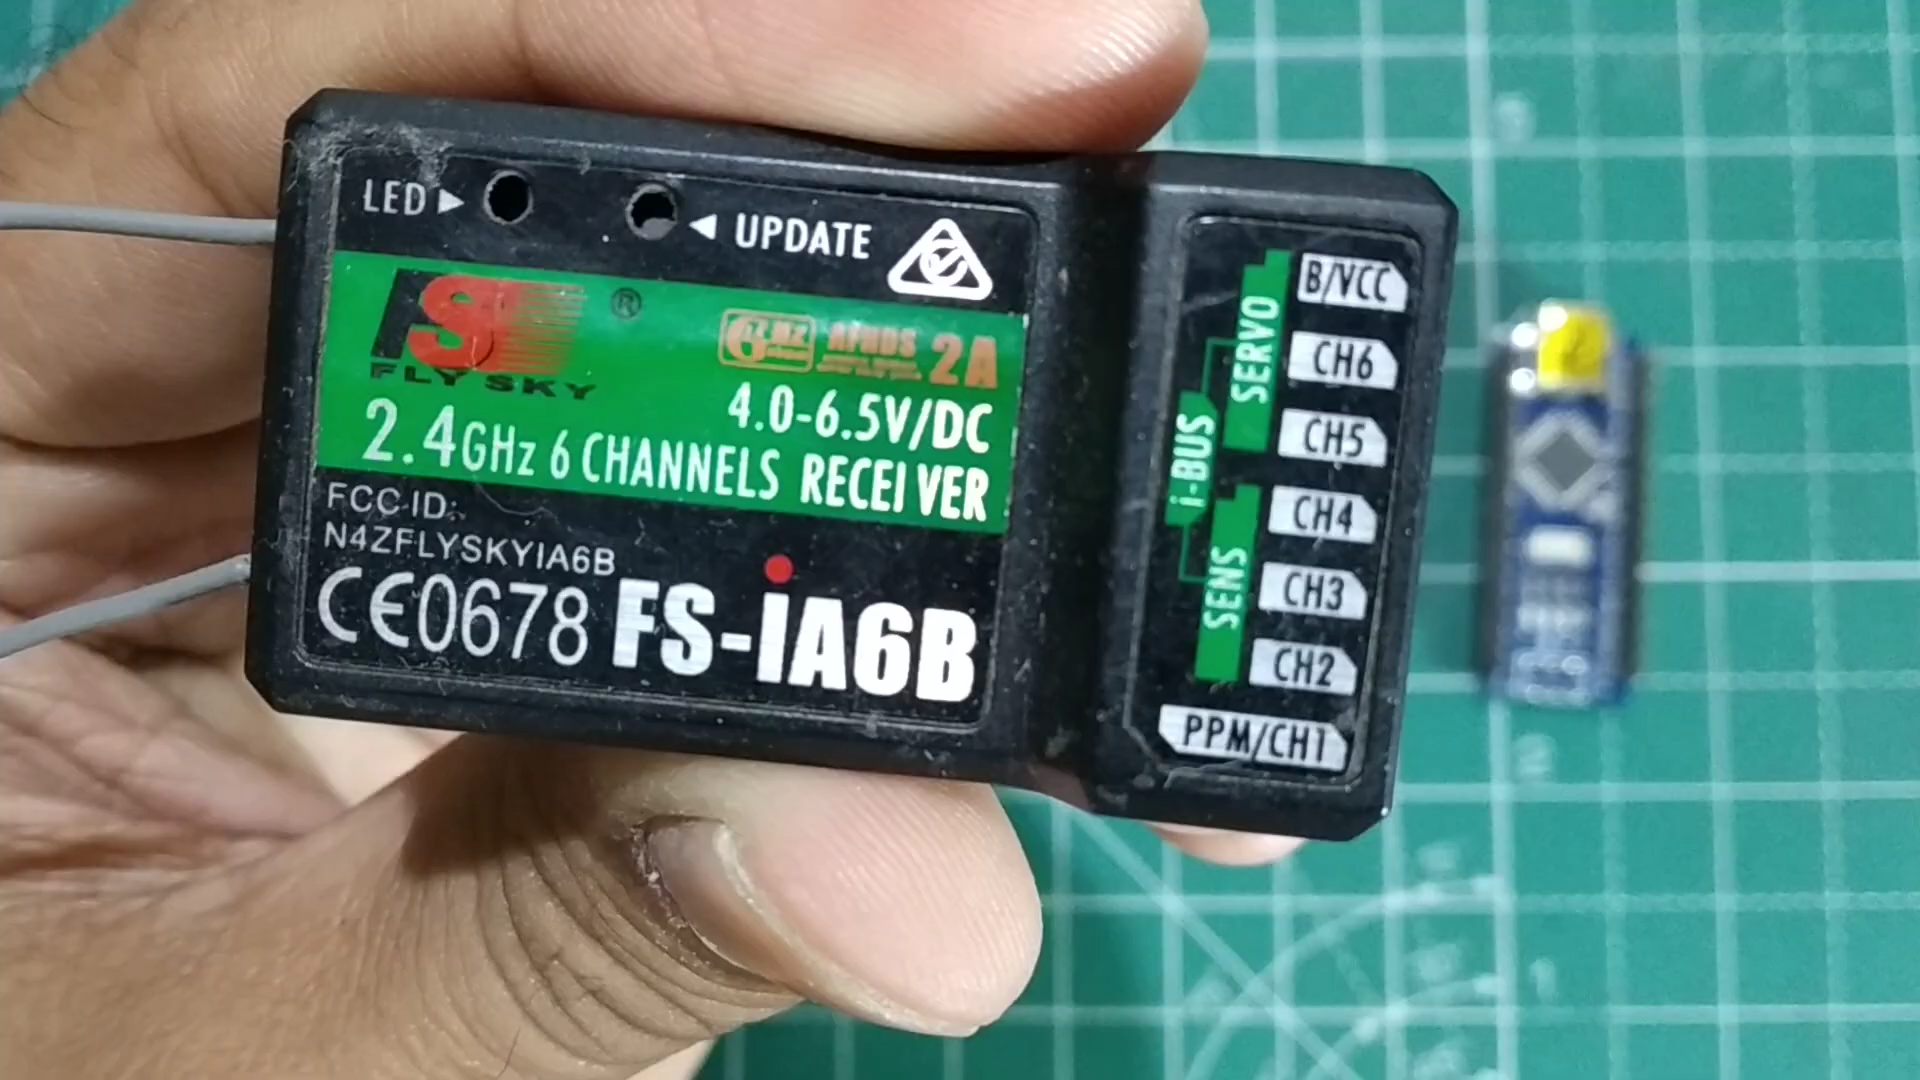 LED
UPDATE
FS ®
FLY SKY
AFHDS 2A
4.0-6.5V/DC
2.4GHz 6 CHANNELS RECEIVER
FCC ID:
N4ZFLYSKYIA6B
CE0678 FS-iA6B
i-BUS
SERVO
SENS
B/VCC
CH6
CH5
CH4
CH3
CH2
PPM/CH1